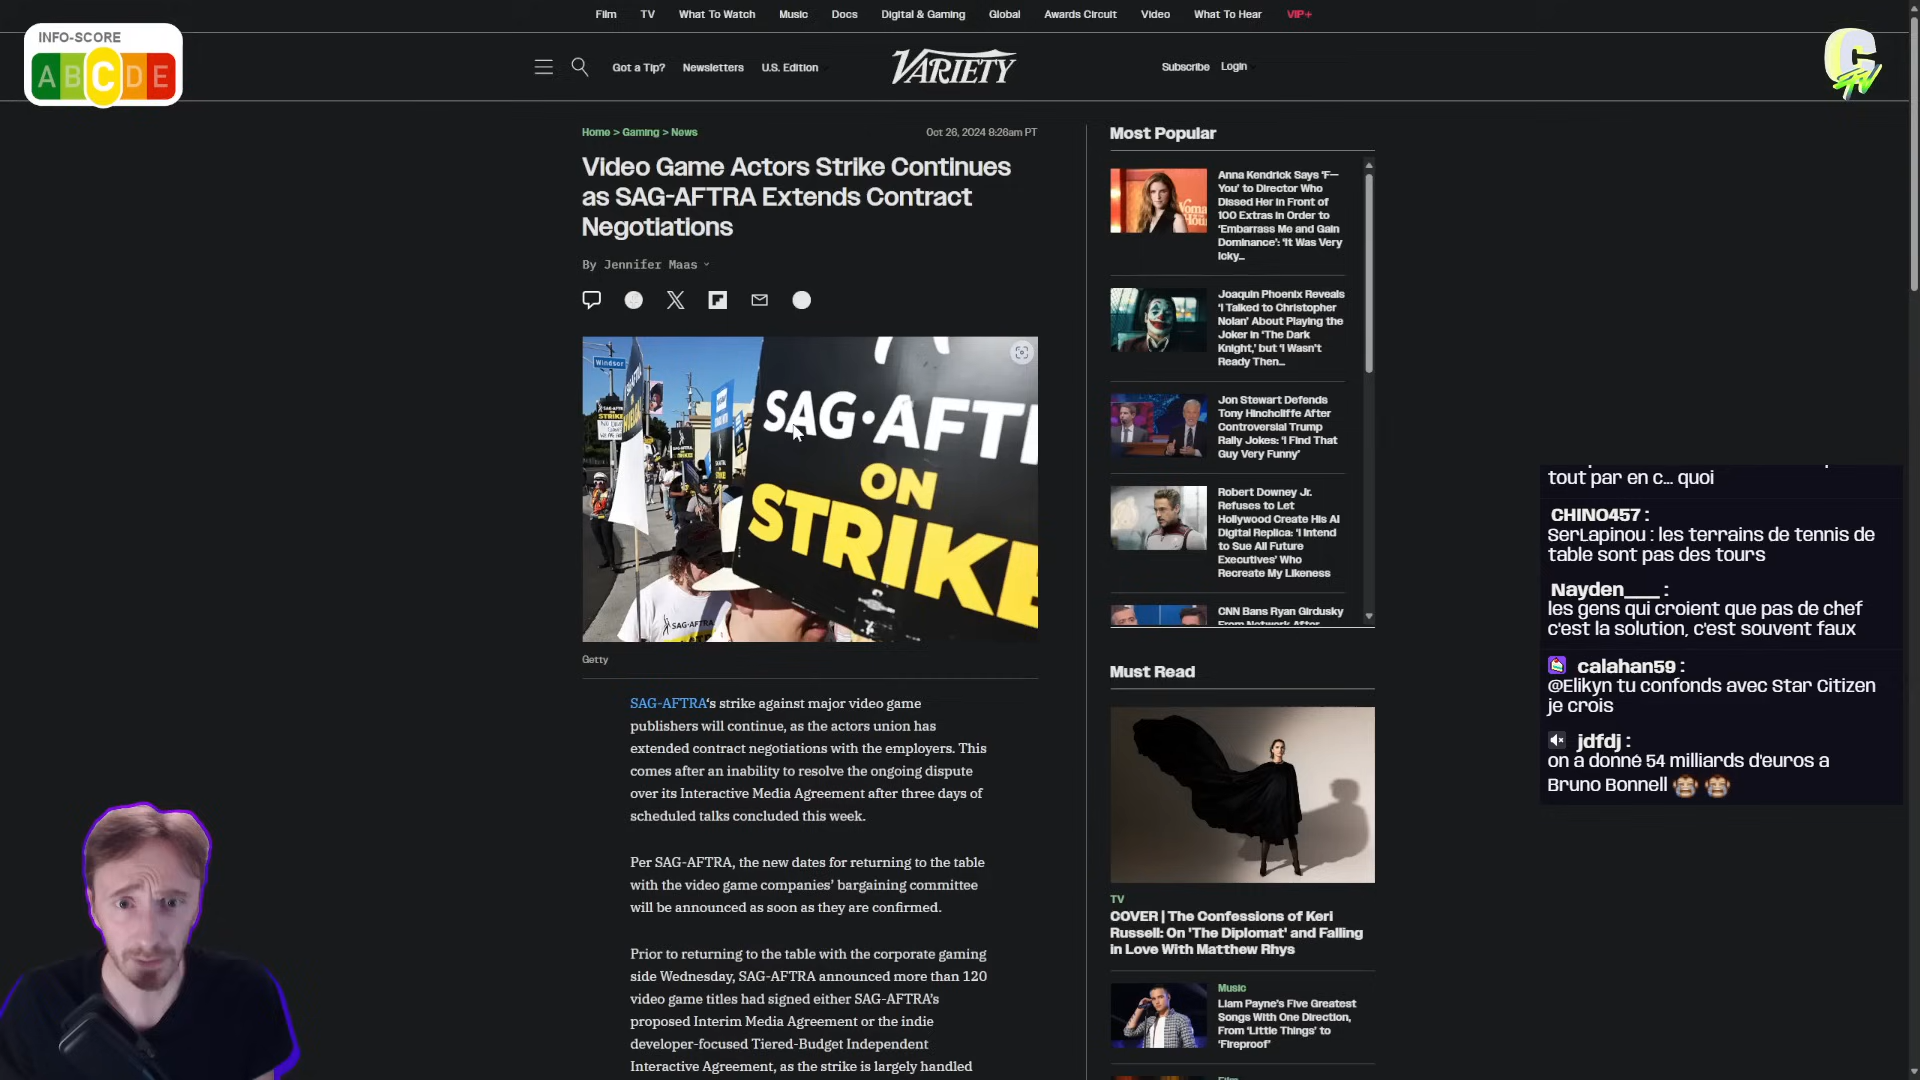 Film TV What To Watch Music Docs Digital & Gaming Global Awards Circuit Video What To Hear VIP+
INFO-SCORE
A B C D E
Got a Tip? Newsletters U.S. Edition
VARIETY
Subscribe Login
C TV
Home > Gaming > News
Oct 26, 2024 8:26am PT
Video Game Actors Strike Continues
as SAG-AFTRA Extends Contract
Negotiations
By Jennifer Maas
Windsor
SAG·AFT
ON
STRIKE
SAG-AFTRA
Getty
SAG-AFTRA‘s strike against major video game
publishers will continue, as the actors union has
extended contract negotiations with the employers. This
comes after an inability to resolve the ongoing dispute
over its Interactive Media Agreement after three days of
scheduled talks concluded this week.
Per SAG-AFTRA, the new dates for returning to the table
with the video game companies’ bargaining committee
will be announced as soon as they are confirmed.
Prior to returning to the table with the corporate gaming
side Wednesday, SAG-AFTRA announced more than 120
video game titles had signed either SAG-AFTRA’s
proposed Interim Media Agreement or the indie
developer-focused Tiered-Budget Independent
Interactive Agreement, as the strike is largely handled
Most Popular
Anna Kendrick Says ‘F—
You’ to Director Who
Dissed Her in Front of
100 Extras in Order to
‘Embarrass Me and Gain
Dominance’: ‘It Was Very
Icky…
Joaquin Phoenix Reveals
‘I Talked to Christopher
Nolan’ About Playing the
Joker in ‘The Dark
Knight,’ but ‘I Wasn’t
Ready Then…
Jon Stewart Defends
Tony Hinchcliffe After
Controversial Trump
Rally Jokes: ‘I Find That
Guy Very Funny’
Robert Downey Jr.
Refuses to Let
Hollywood Create His AI
Digital Replica: ‘I Intend
to Sue All Future
Executives’ Who
Recreate My Likeness
CNN Bans Ryan Girdusky
From Network After
Must Read
TV
COVER | The Confessions of Keri
Russell: On 'The Diplomat' and Falling
in Love With Matthew Rhys
Music
Liam Payne's Five Greatest
Songs With One Direction,
From ‘Little Things’ to
‘Fireproof’
Film
tout par en c... quoi
CHINO457 :
SerLapinou : les terrains de tennis de
table sont pas des tours
Nayden___ :
les gens qui croient que pas de chef
c'est la solution, c'est souvent faux
calahan59 :
@Elikyn tu confonds avec Star Citizen
je crois
jdfdj :
on a donné 54 milliards d'euros a
Bruno Bonnell